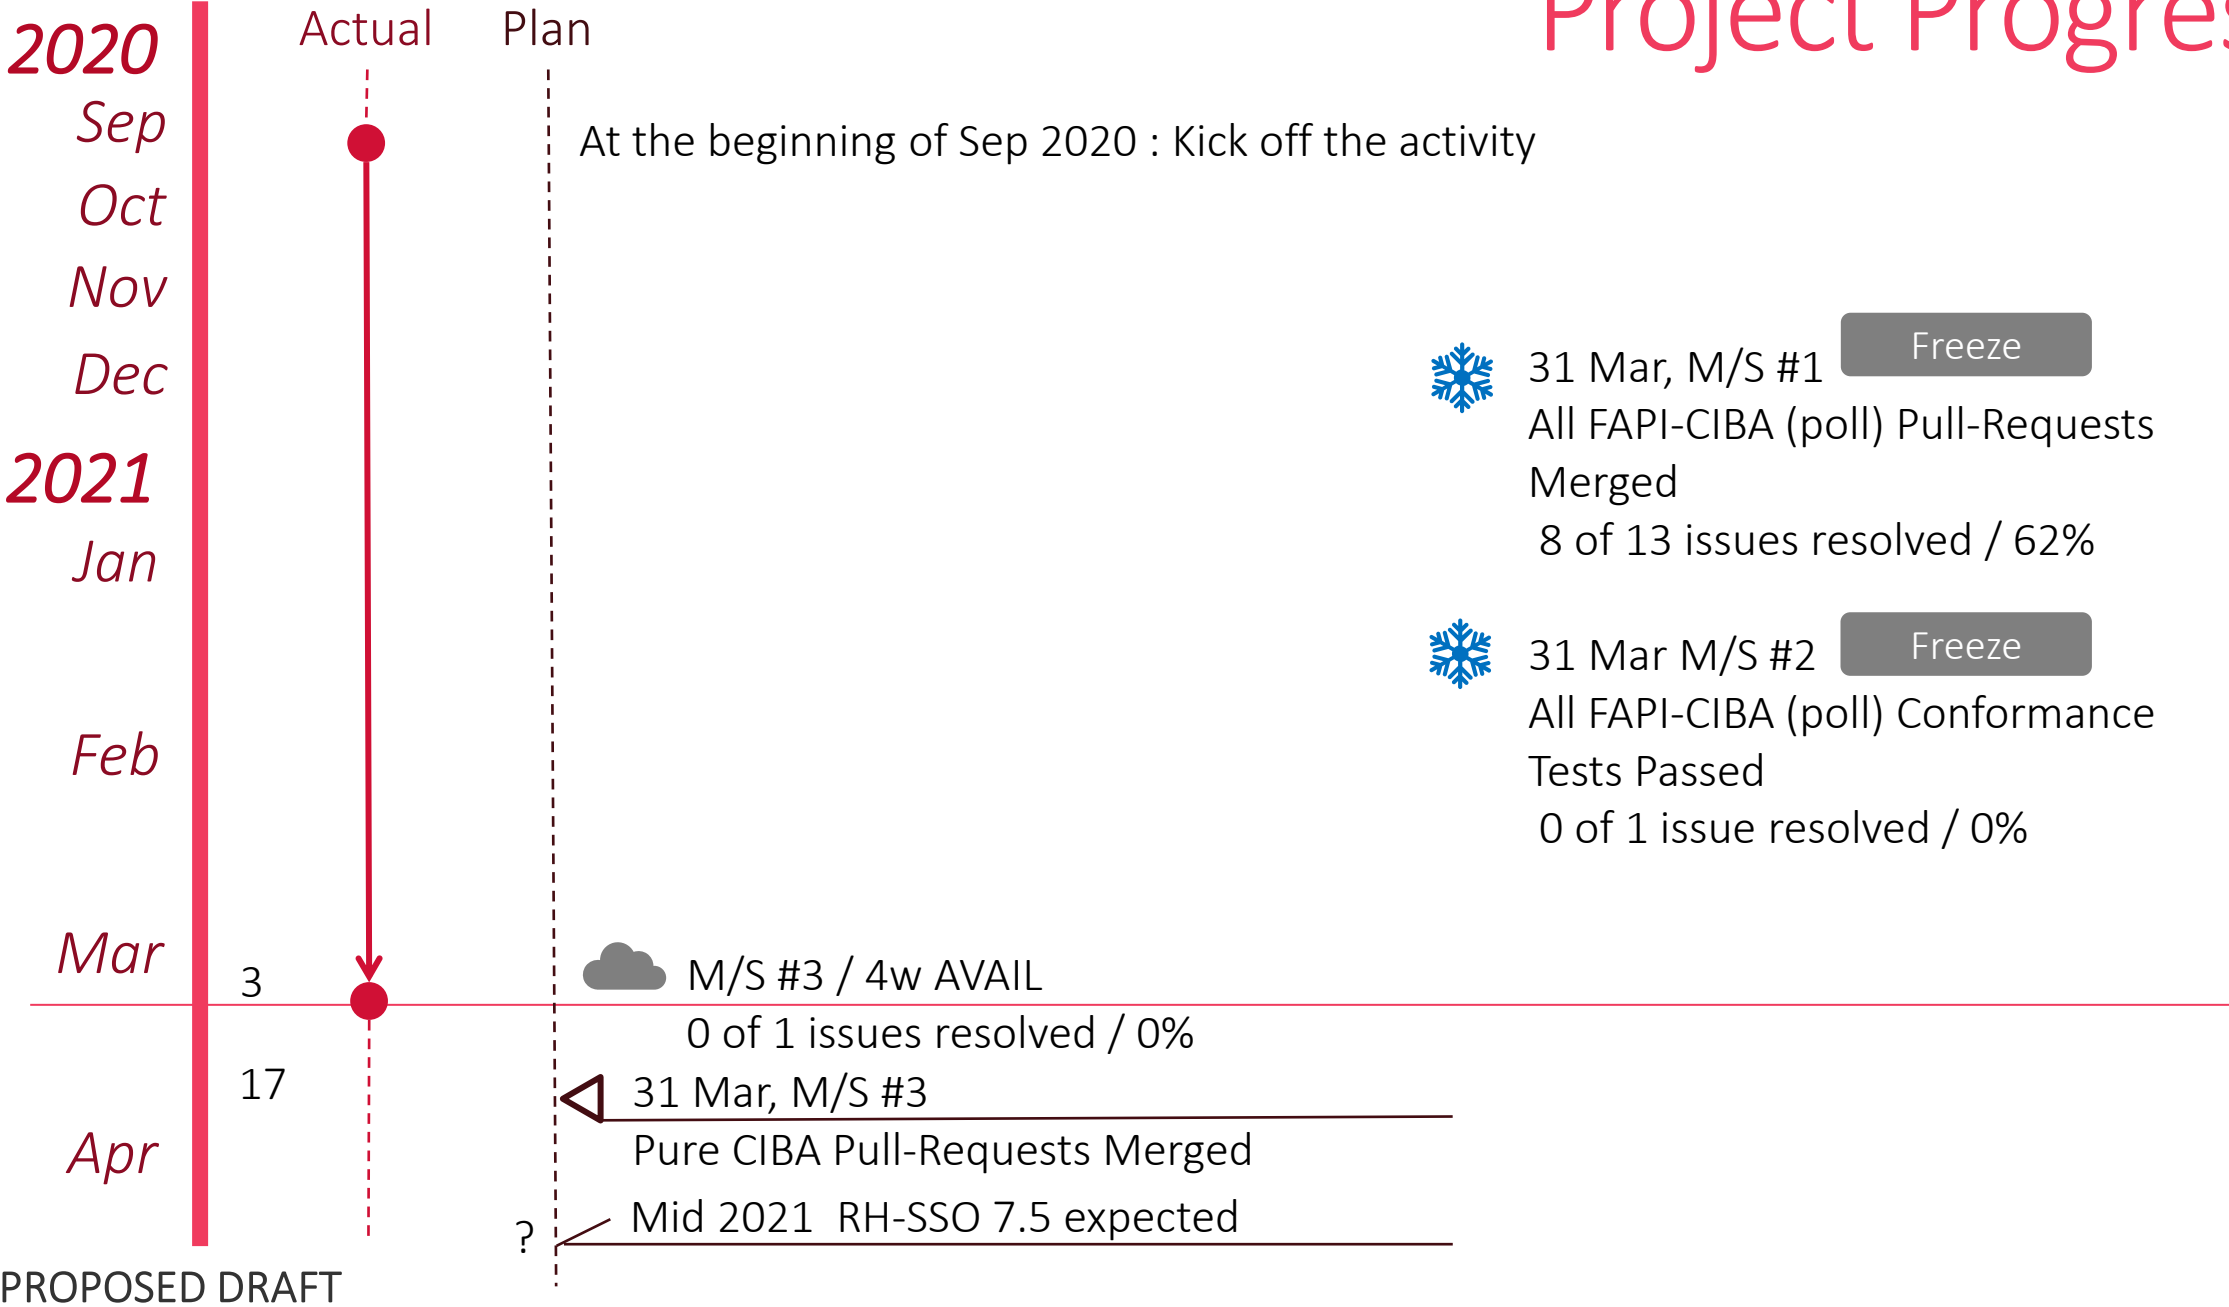 Project Progres
Actual
Plan
2020
Sep
At the beginning of Sep 2020 : Kick off the activity
Oct
Nov
Dec
2021
Jan
Feb
Mar
3
17
Apr
31 Mar, M/S #1
Freeze
All FAPI-CIBA (poll) Pull-Requests
Merged
8 of 13 issues resolved / 62%
31 Mar M/S #2
Freeze
All FAPI-CIBA (poll) Conformance
Tests Passed
0 of 1 issue resolved / 0%
M/S #3 / 4w AVAIL
0 of 1 issues resolved / 0%
31 Mar, M/S #3
Pure CIBA Pull-Requests Merged
?
Mid 2021 RH-SSO 7.5 expected
PROPOSED DRAFT